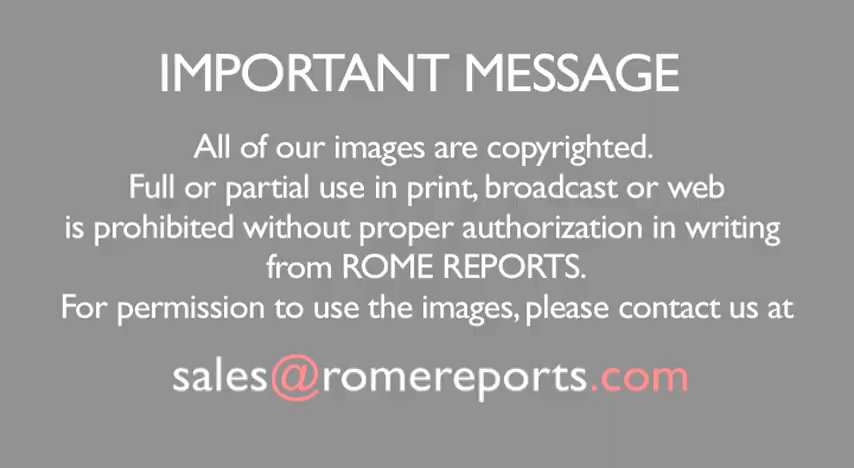 IMPORTANT MESSAGE
All of our images are copyrighted.
Full or partial use in print, broadcast or web
is prohibited without proper authorization in writing
from ROME REPORTS.
For permission to use the images, please contact us at
sales@romereports.com